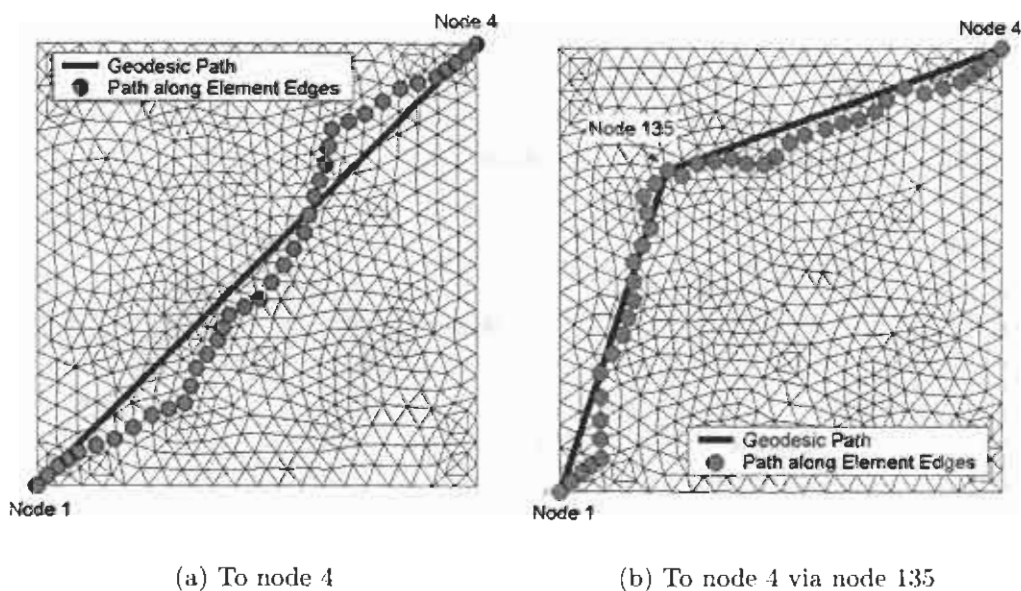 Node 4
Geodesic Path
Path along Element Edges
Node 1
(a) To node 4
Node 4
Node 135
Geodesic Path
Path along Element Edges
Node 1
(b) To node 4 via node 135